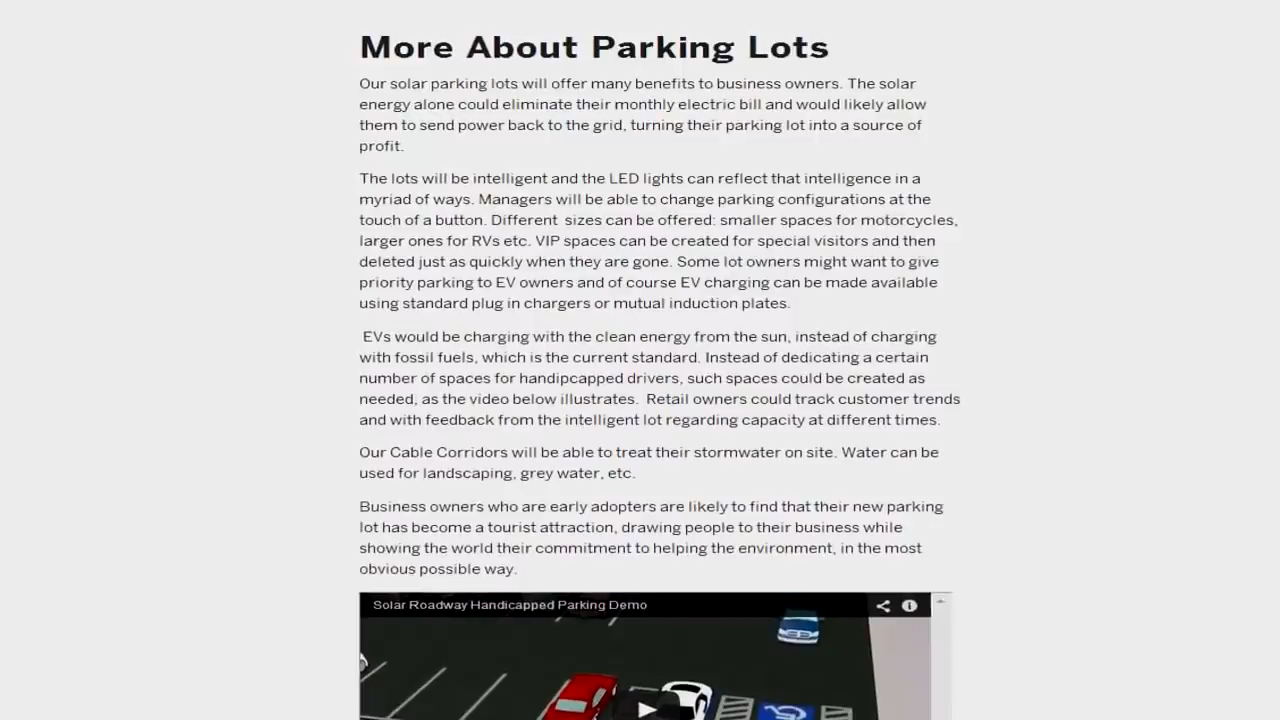 More About Parking Lots
Our solar parking lots will offer many benefits to business owners. The solar
energy alone could eliminate their monthly electric bill and would likely allow
them to send power back to the grid, turning their parking lot into a source of
profit.
The lots will be intelligent and the LED lights can reflect that intelligence in a
myriad of ways. Managers will be able to change parking configurations at the
touch of a button. Different sizes can be offered: smaller spaces for motorcycles,
larger ones for RVs etc. VIP spaces can be created for special visitors and then
deleted just as quickly when they are gone. Some lot owners might want to give
priority parking to EV owners and of course EV charging can be made available
using standard plug in chargers or mutual induction plates.
EVs would be charging with the clean energy from the sun, instead of charging
with fossil fuels, which is the current standard. Instead of dedicating a certain
number of spaces for handipcapped drivers, such spaces could be created as
needed, as the video below illustrates. Retail owners could track customer trends
and with feedback from the intelligent lot regarding capacity at different times.
Our Cable Corridors will be able to treat their stormwater on site. Water can be
used for landscaping, grey water, etc.
Business owners who are early adopters are likely to find that their new parking
lot has become a tourist attraction, drawing people to their business while
showing the world their commitment to helping the environment, in the most
obvious possible way.
Solar Roadway Handicapped Parking Demo